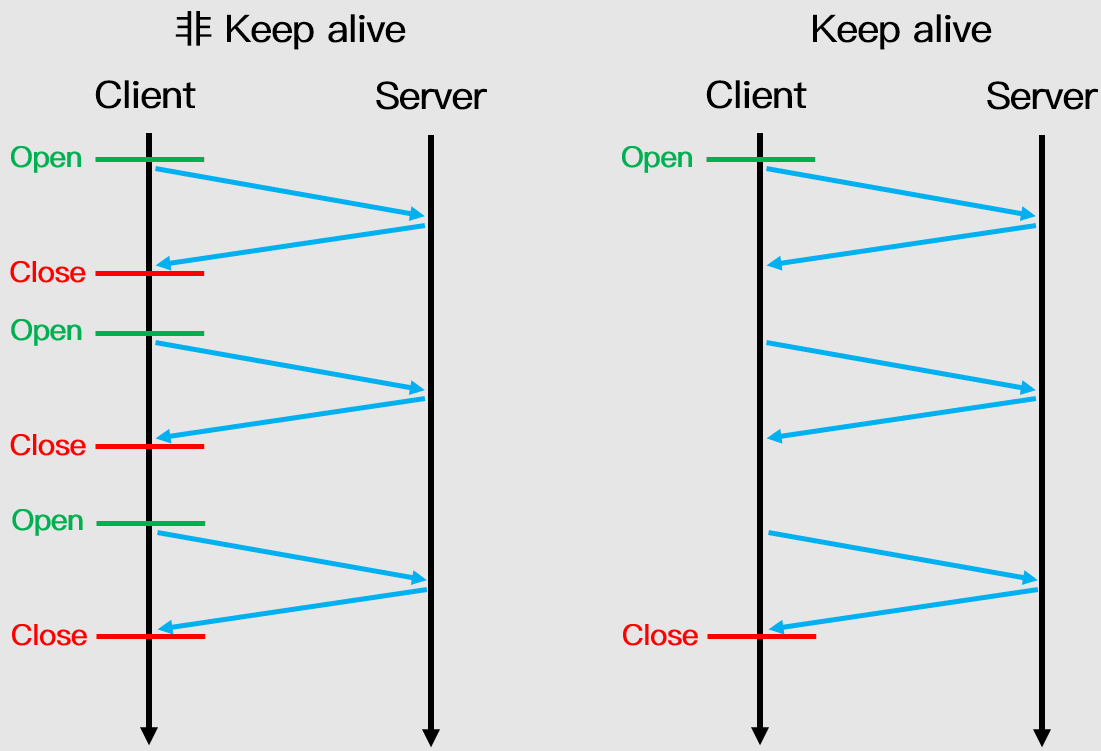 非 Keep alive
Client
Server
Open
Close
Open
Close
Open
Close
Keep alive
Client
Server
Open
Close